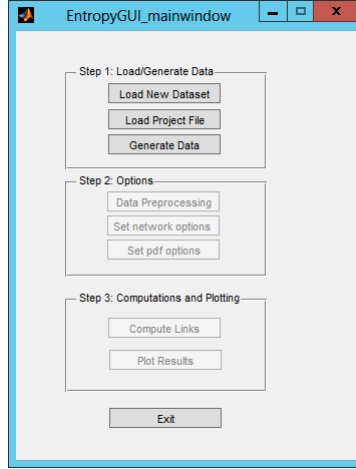 EntropyGUI_mainwindow
Step 1: Load/Generate Data
Load New Dataset
Load Project File
Generate Data
Step 2: Options
Data Preprocessing
Set network options
Set pdf options
Step 3: Computations and Plotting
Compute Links
Plot Results
Exit